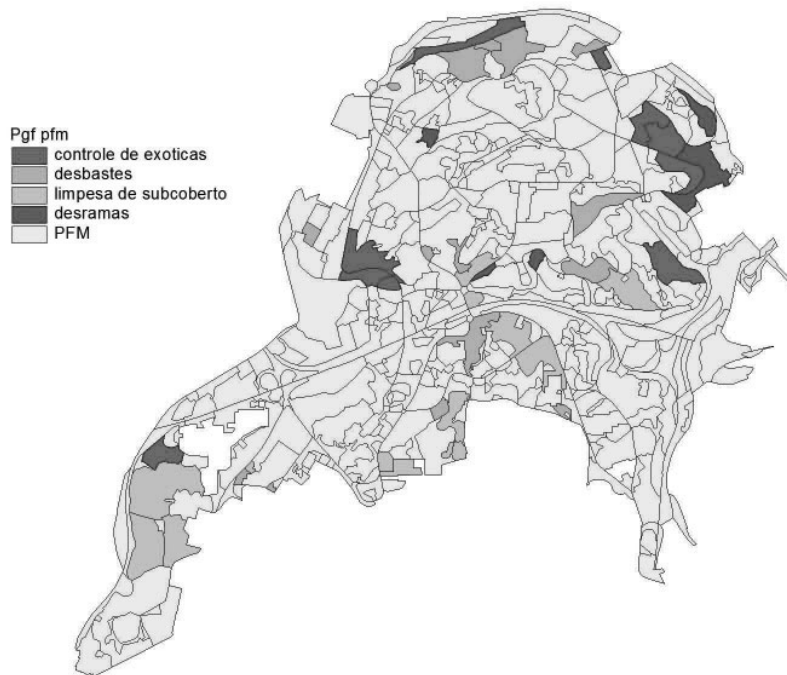 Pgf pfm
controle de exoticas
desbastes
limpesa de subcoberto
desramas
PFM